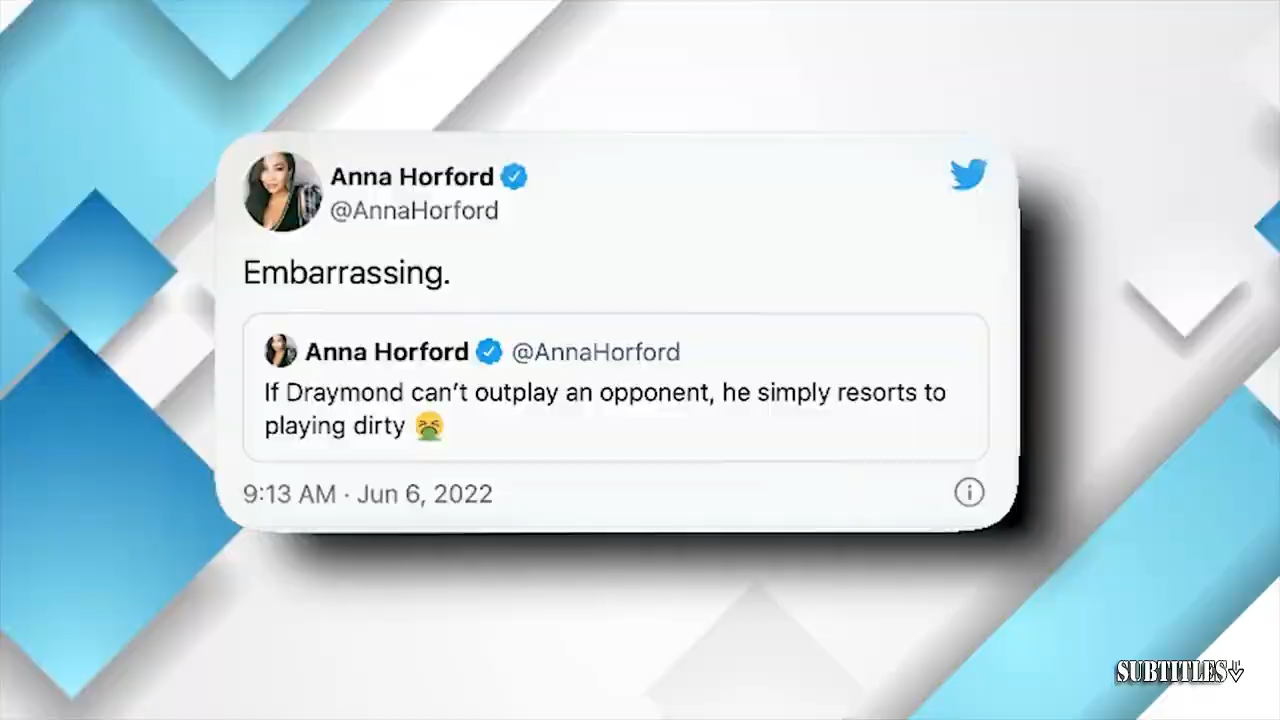 Anna Horford
@AnnaHorford
Embarrassing.
Anna Horford @AnnaHorford
If Draymond can’t outplay an opponent, he simply resorts to
playing dirty 🤮
9:13 AM · Jun 6, 2022
SUBTITLES